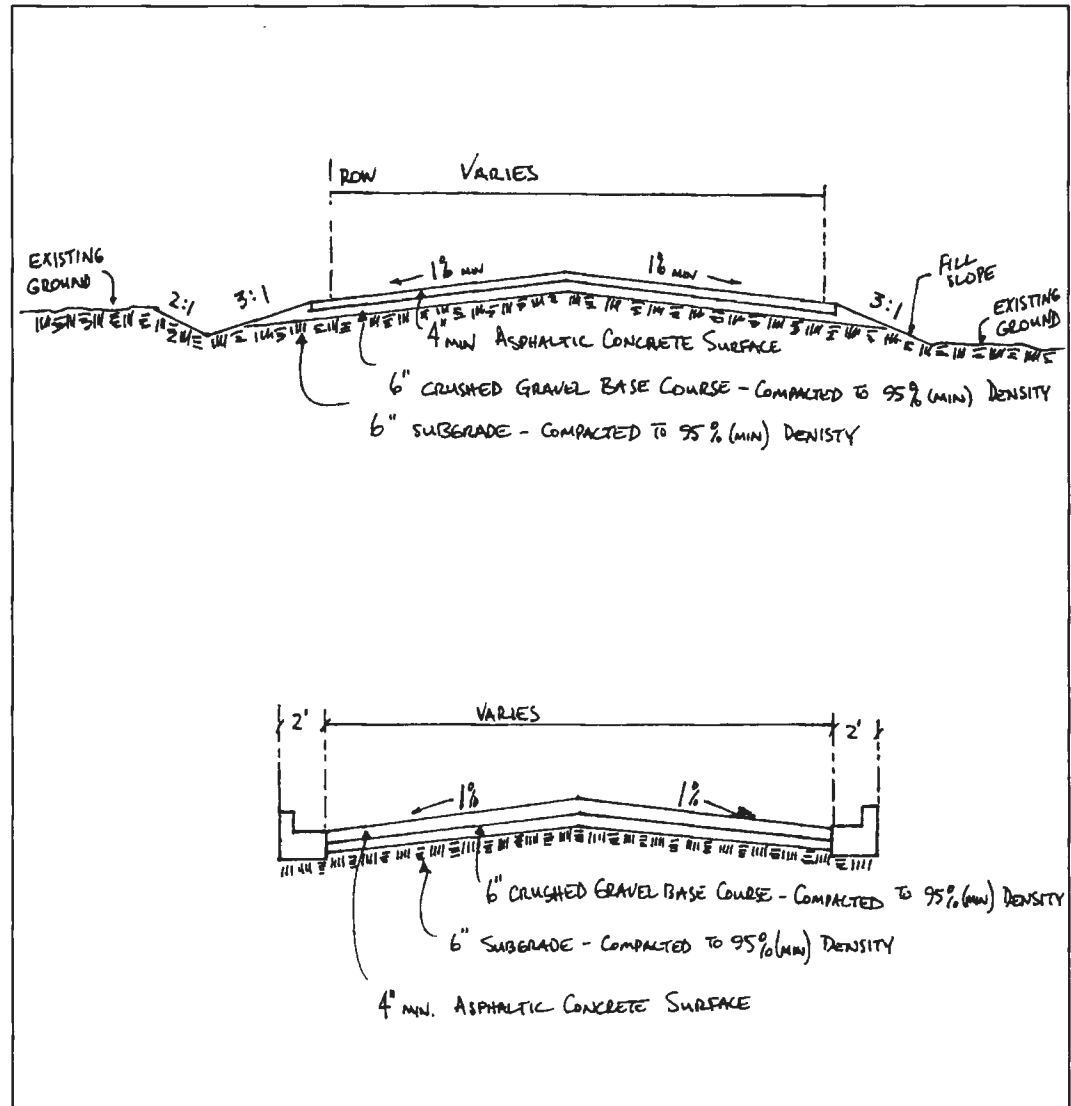 ROW VARIES
EXISTING
GROUND
2:1
3:1
1% MIN
1% MIN
FILL
SLOPE
3:1
EXISTING
GROUND
4" MIN ASPHALTIC CONCRETE SURFACE
6" CRUSHED GRAVEL BASE COURSE - COMPACTED TO 95% (MIN) DENSITY
6" SUBGRADE - COMPACTED TO 95% (MIN) DENISTY
2' VARIES 2'
1% 1%
6" CRUSHED GRAVEL BASE COURSE - COMPACTED TO 95% (MIN) DENSITY
6" SUBGRADE - COMPACTED TO 95% (MIN) DENSITY
4" MIN. ASPHALTIC CONCRETE SURFACE